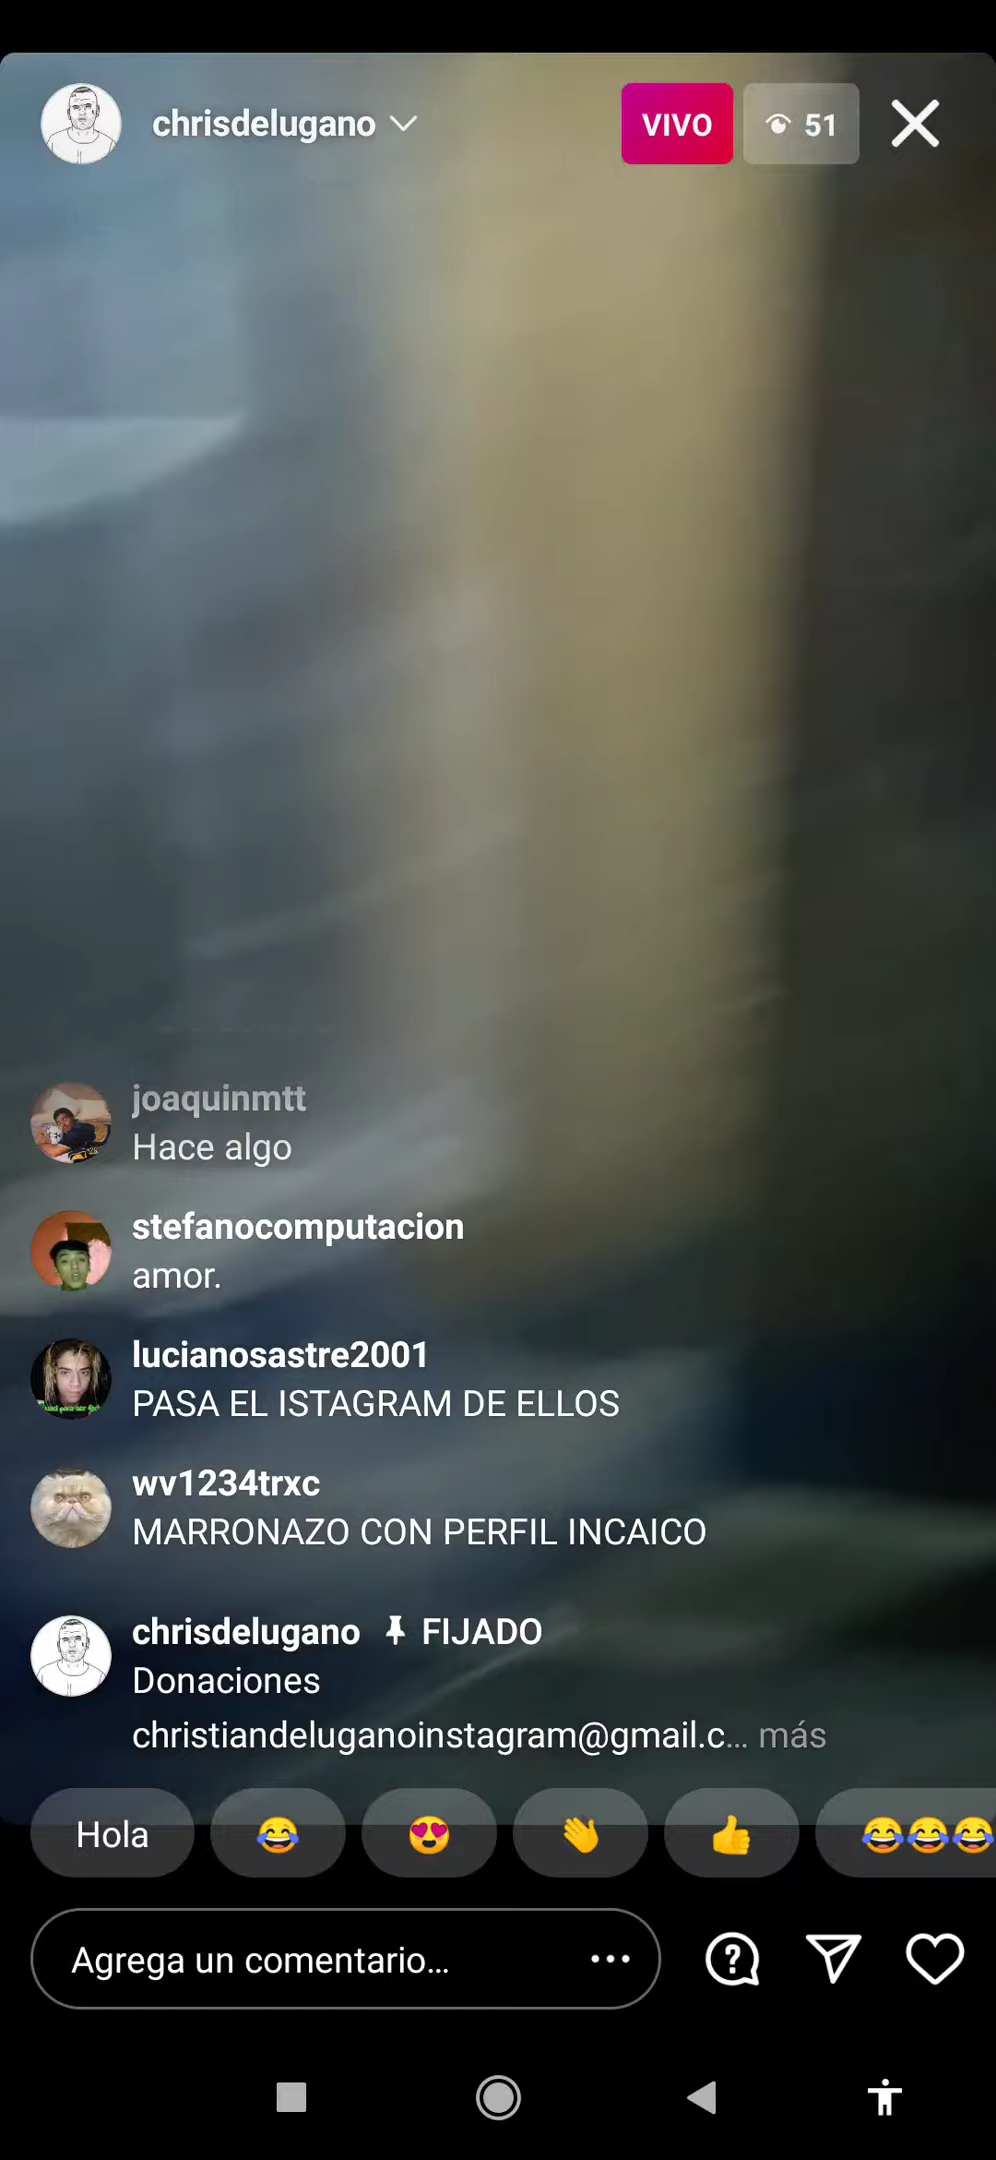 chrisdelugano
VIVO
51
joaquinmtt
Hace algo
stefanocomputacion
amor.
lucianosastre2001
PASA EL ISTAGRAM DE ELLOS
wv1234trxc
MARRONAZO CON PERFIL INCAICO
chrisdelugano FIJADO
Donaciones
christiandeluganoinstagram@gmail.c... más
Hola
Agrega un comentario...